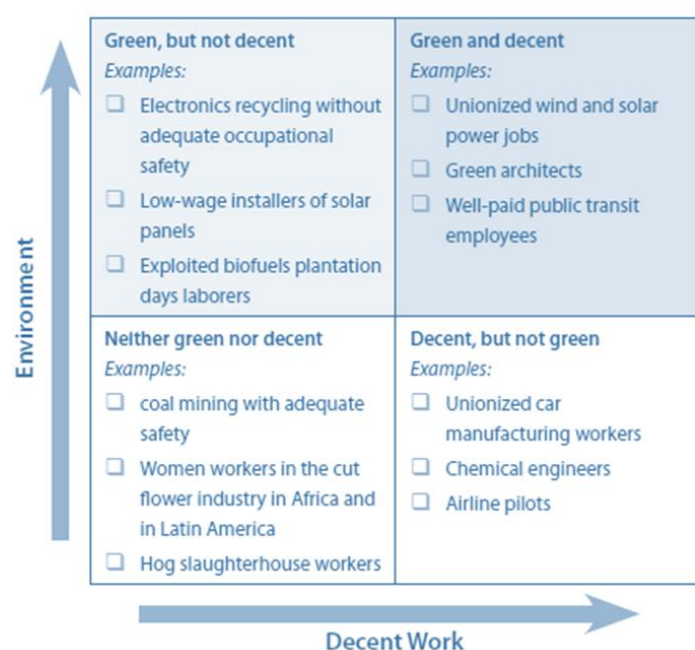 Environment
Green, but not decent
Examples:
❑ Electronics recycling without
adequate occupational
safety
❑ Low-wage installers of solar
panels
❑ Exploited biofuels plantation
days laborers
Green and decent
Examples:
❑ Unionized wind and solar
power jobs
❑ Green architects
❑ Well-paid public transit
employees
Neither green nor decent
Examples:
❑ coal mining with adequate
safety
❑ Women workers in the cut
flower industry in Africa and
in Latin America
❑ Hog slaughterhouse workers
Decent, but not green
Examples:
❑ Unionized car
manufacturing workers
❑ Chemical engineers
❑ Airline pilots
Decent Work